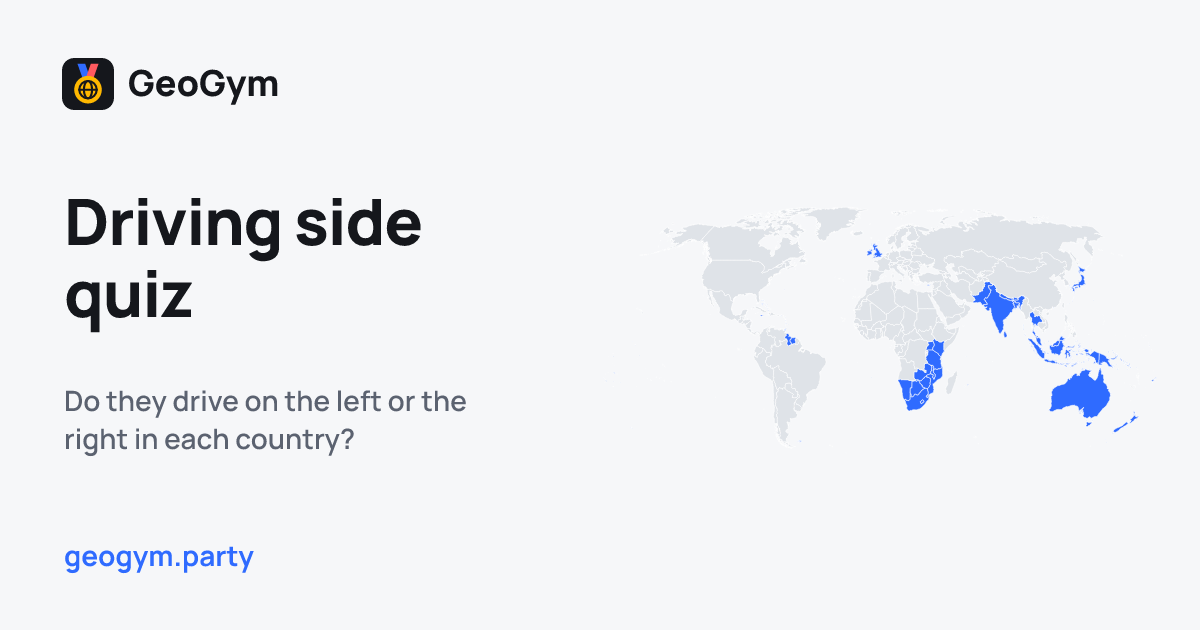 GeoGym
Driving side
quiz
Do they drive on the left or the
right in each country?
geogym.party